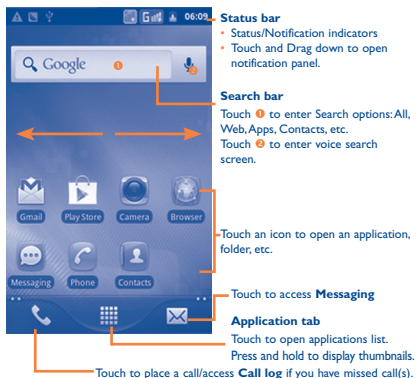 06:09
Status bar
• Status/Notification indicators
• Touch and Drag down to open
notification panel.
Google
❶
❷
Search bar
Touch ❶ to enter Search options: All,
Web, Apps, Contacts, etc.
Touch ❷ to enter voice search
screen.
Gmail
Play Store
Camera
Browser
Touch an icon to open an application,
folder, etc.
Messaging
Phone
Contacts
Touch to access Messaging
Application tab
Touch to open applications list.
Press and hold to display thumbnails.
Touch to place a call/access Call log if you have missed call(s).